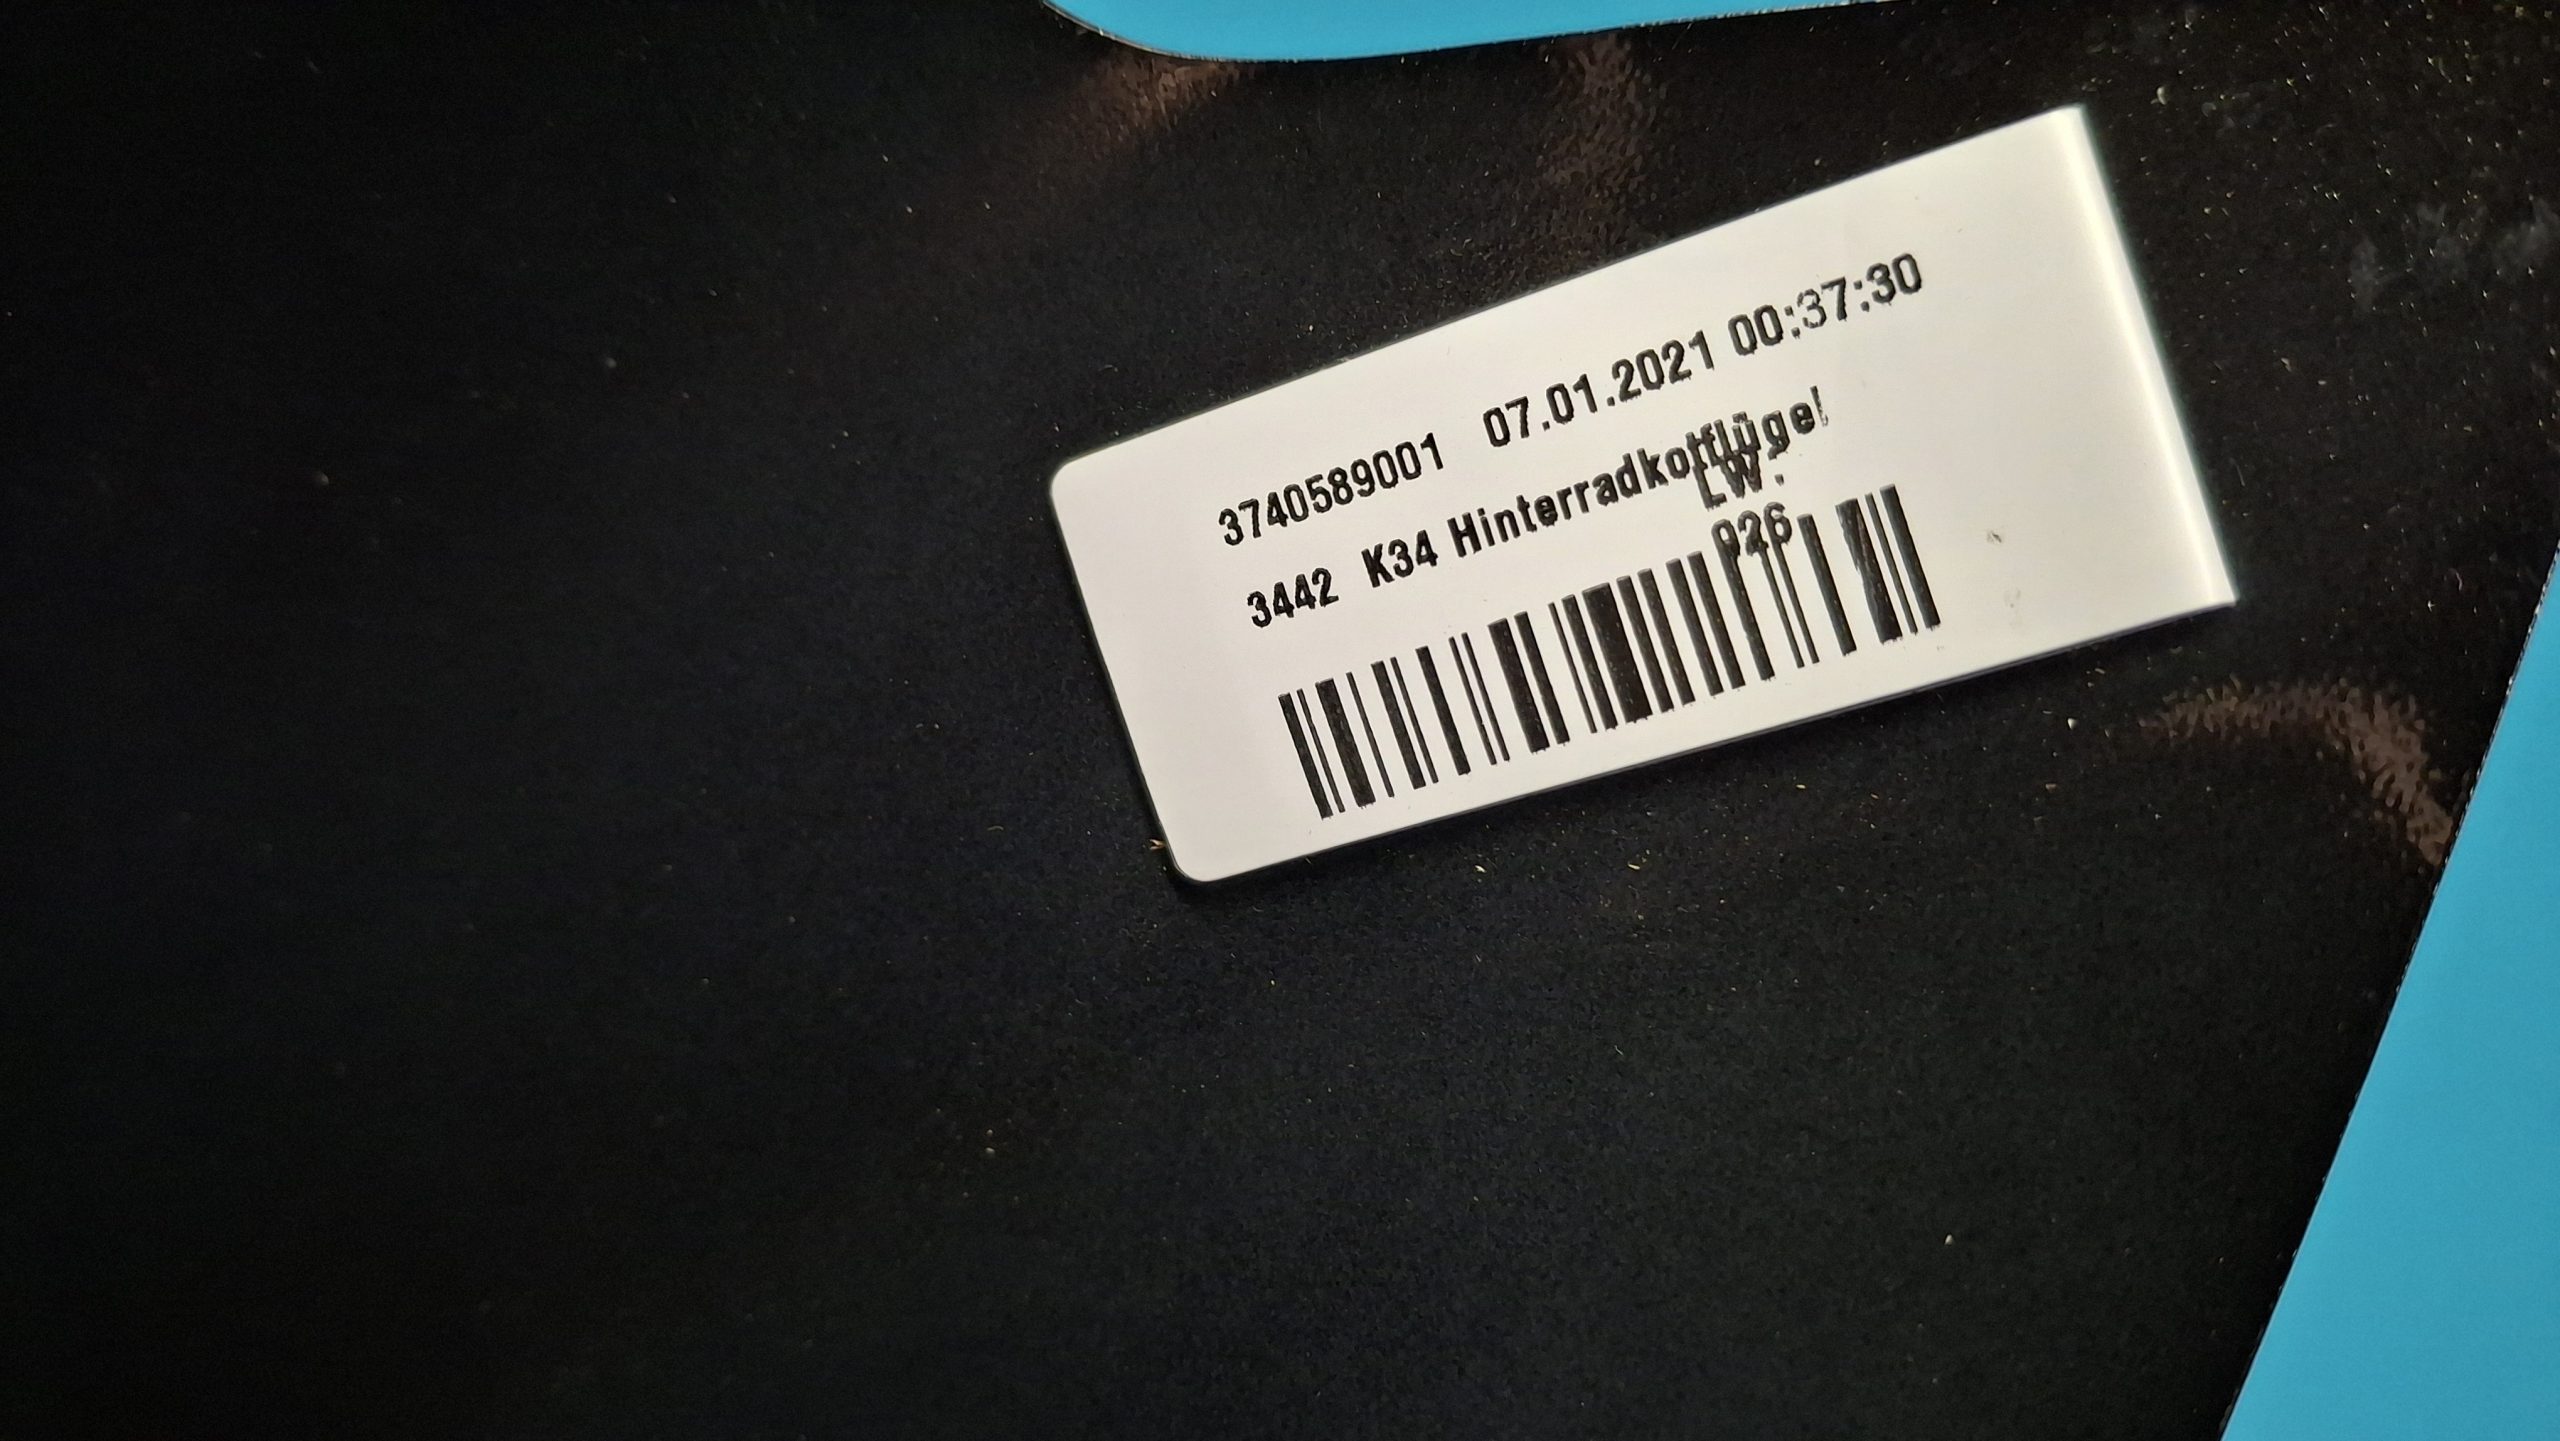 3740589001 07.01.2021 00:37:30
3442 K34 Hinterradkotflügel
LW:
026